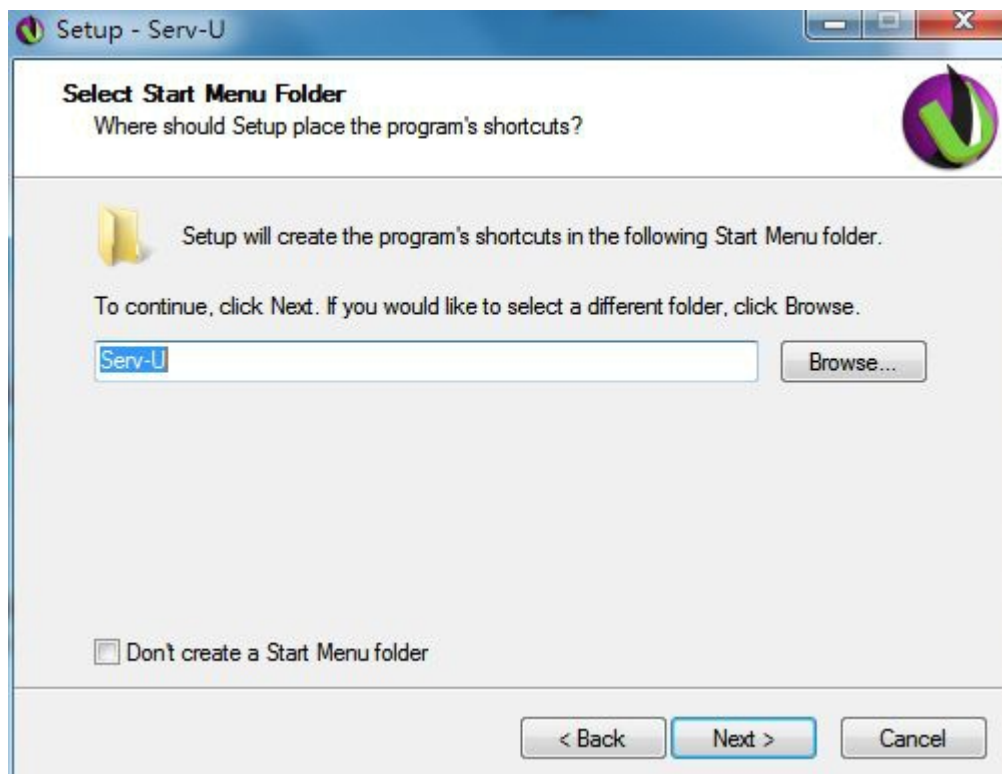 Setup - Serv-U
Select Start Menu Folder
Where should Setup place the program's shortcuts?
Setup will create the program's shortcuts in the following Start Menu folder.
To continue, click Next. If you would like to select a different folder, click Browse.
Serv-U
Browse...
Don't create a Start Menu folder
< Back
Next >
Cancel